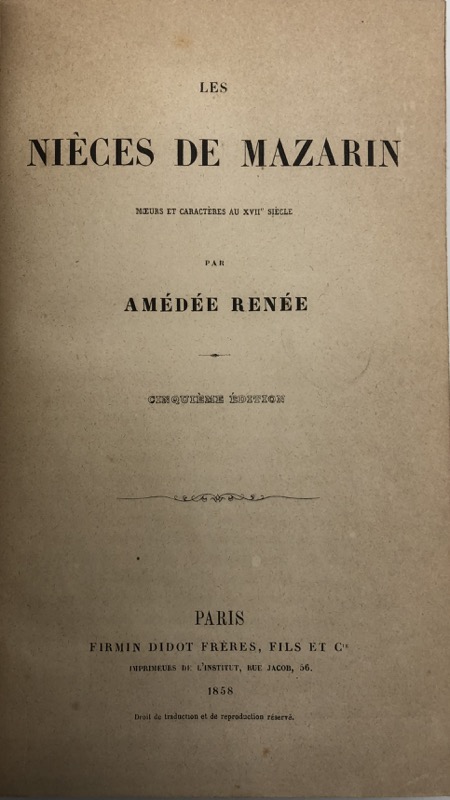 LES
NIÈCES DE MAZARIN
MŒURS ET CARACTÈRES AU XVIIᵉ SIÈCLE
PAR
AMÉDÉE RENÉE
CINQUIÈME ÉDITION
PARIS
FIRMIN DIDOT FRÈRES, FILS ET Cⁱᵉ
IMPRIMEURS DE L'INSTITUT, RUE JACOB, 56.
1858
Droit de traduction et de reproduction réservé.